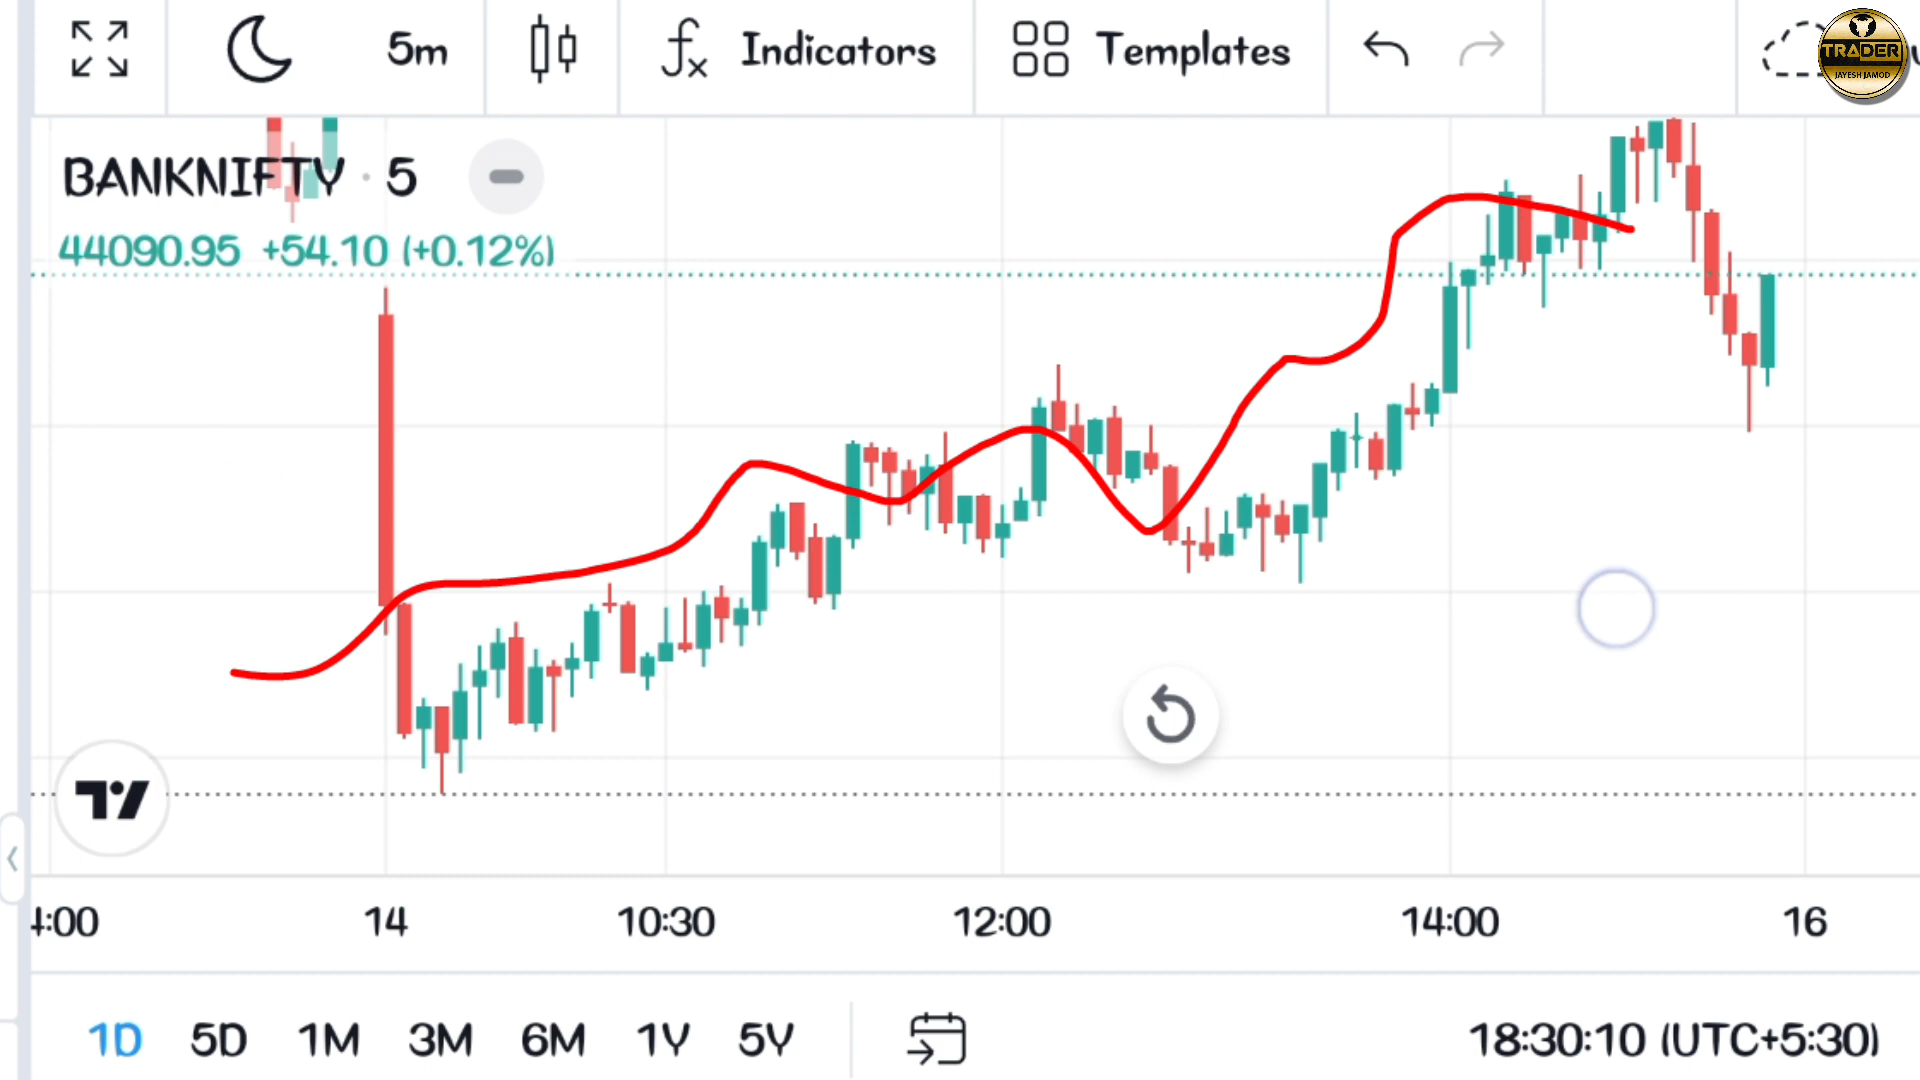 5m
Indicators
Templates
TRADER
JAYESH JAMOD
BANKNIFTY · 5
44090.95 +54.10 (+0.12%)
4:00 14 10:30 12:00 14:00 16
1D 5D 1M 3M 6M 1Y 5Y
18:30:10 (UTC+5:30)